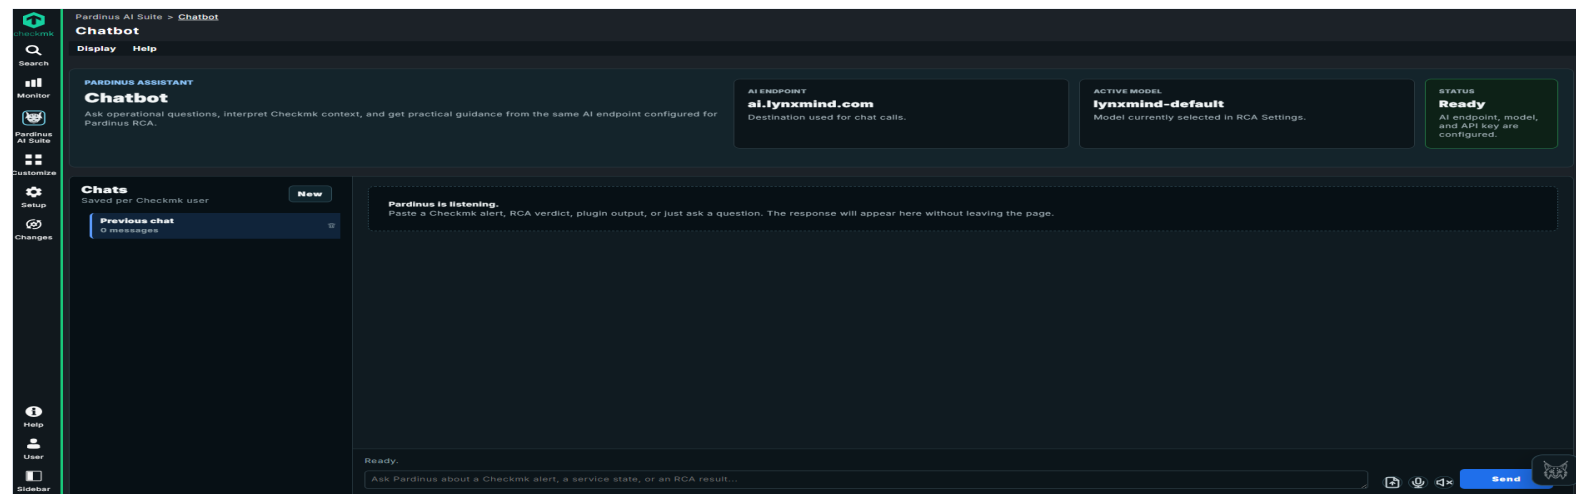 checkmk
Search
Monitor
Pardinus
AI Suite
Customize
Setup
Changes
Help
User
Sidebar
Pardinus AI Suite > Chatbot
Chatbot
Display Help
PARDINUS ASSISTANT
Chatbot
Ask operational questions, interpret Checkmk context, and get practical guidance from the same AI endpoint configured for
Pardinus RCA.
AI ENDPOINT
ai.lynxmind.com
Destination used for chat calls.
ACTIVE MODEL
lynxmind-default
Model currently selected in RCA Settings.
STATUS
Ready
AI endpoint, model,
and API key are
configured.
Chats
Saved per Checkmk user
New
Previous chat
0 messages
Pardinus is listening.
Paste a Checkmk alert, RCA verdict, plugin output, or just ask a question. The response will appear here without leaving the page.
Ready.
Ask Pardinus about a Checkmk alert, a service state, or an RCA result...
Send